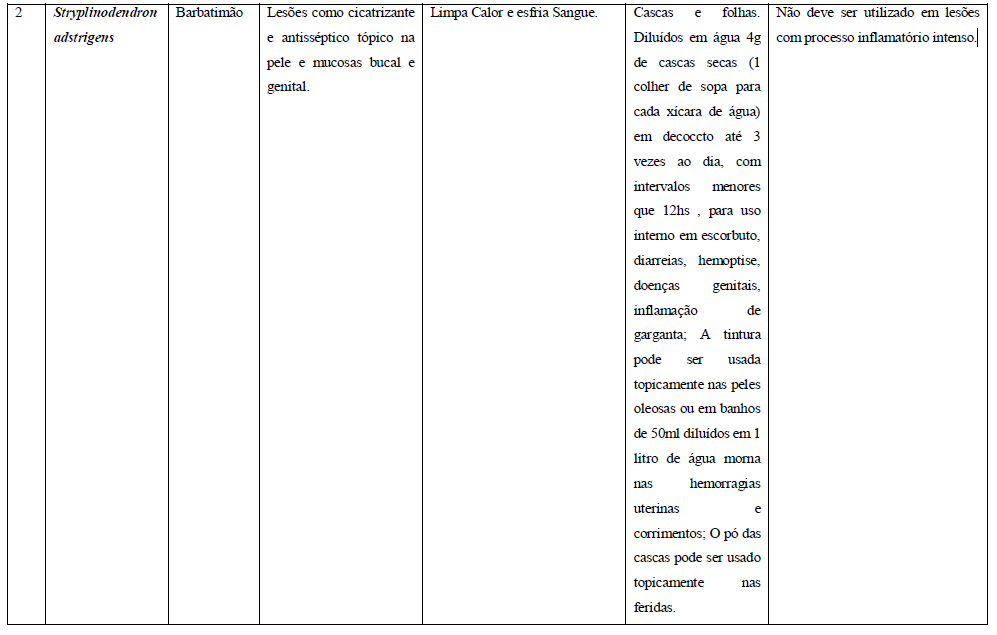 2
Stryplinodendron
adstrigens
Barbatimão
Lesões como cicatrizante
e antisséptico tópico na
pele e mucosas bucal e
genital.
Limpa Calor e esfria Sangue.
Cascas e folhas.
Diluídos em água 4g
de cascas secas (1
colher de sopa para
cada xícara de água)
em decoccto até 3
vezes ao dia, com
intervalos menores
que 12hs , para uso
interno em escorbuto,
diarreias, hemoptise,
doenças genitais,
inflamação de
garganta; A tintura
pode ser usada
topicamente nas peles
oleosas ou em banhos
de 50ml diluídos em 1
litro de água morna
nas hemorragias
uterinas e
corrimentos; O pó das
cascas pode ser usado
topicamente nas
feridas.
Não deve ser utilizado em lesões
com processo inflamatório intenso.